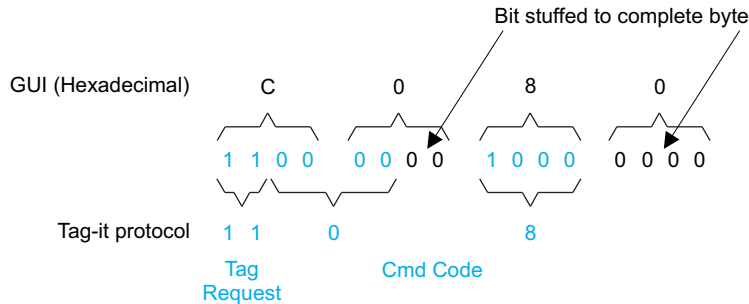 Bit stuffed to complete byte
GUI (Hexadecimal) C 0 8 0
1 1 0 0 0 0 0 0 1 0 0 0 0 0 0 0
Tag-it protocol 1 1 0 8
Tag Request Cmd Code